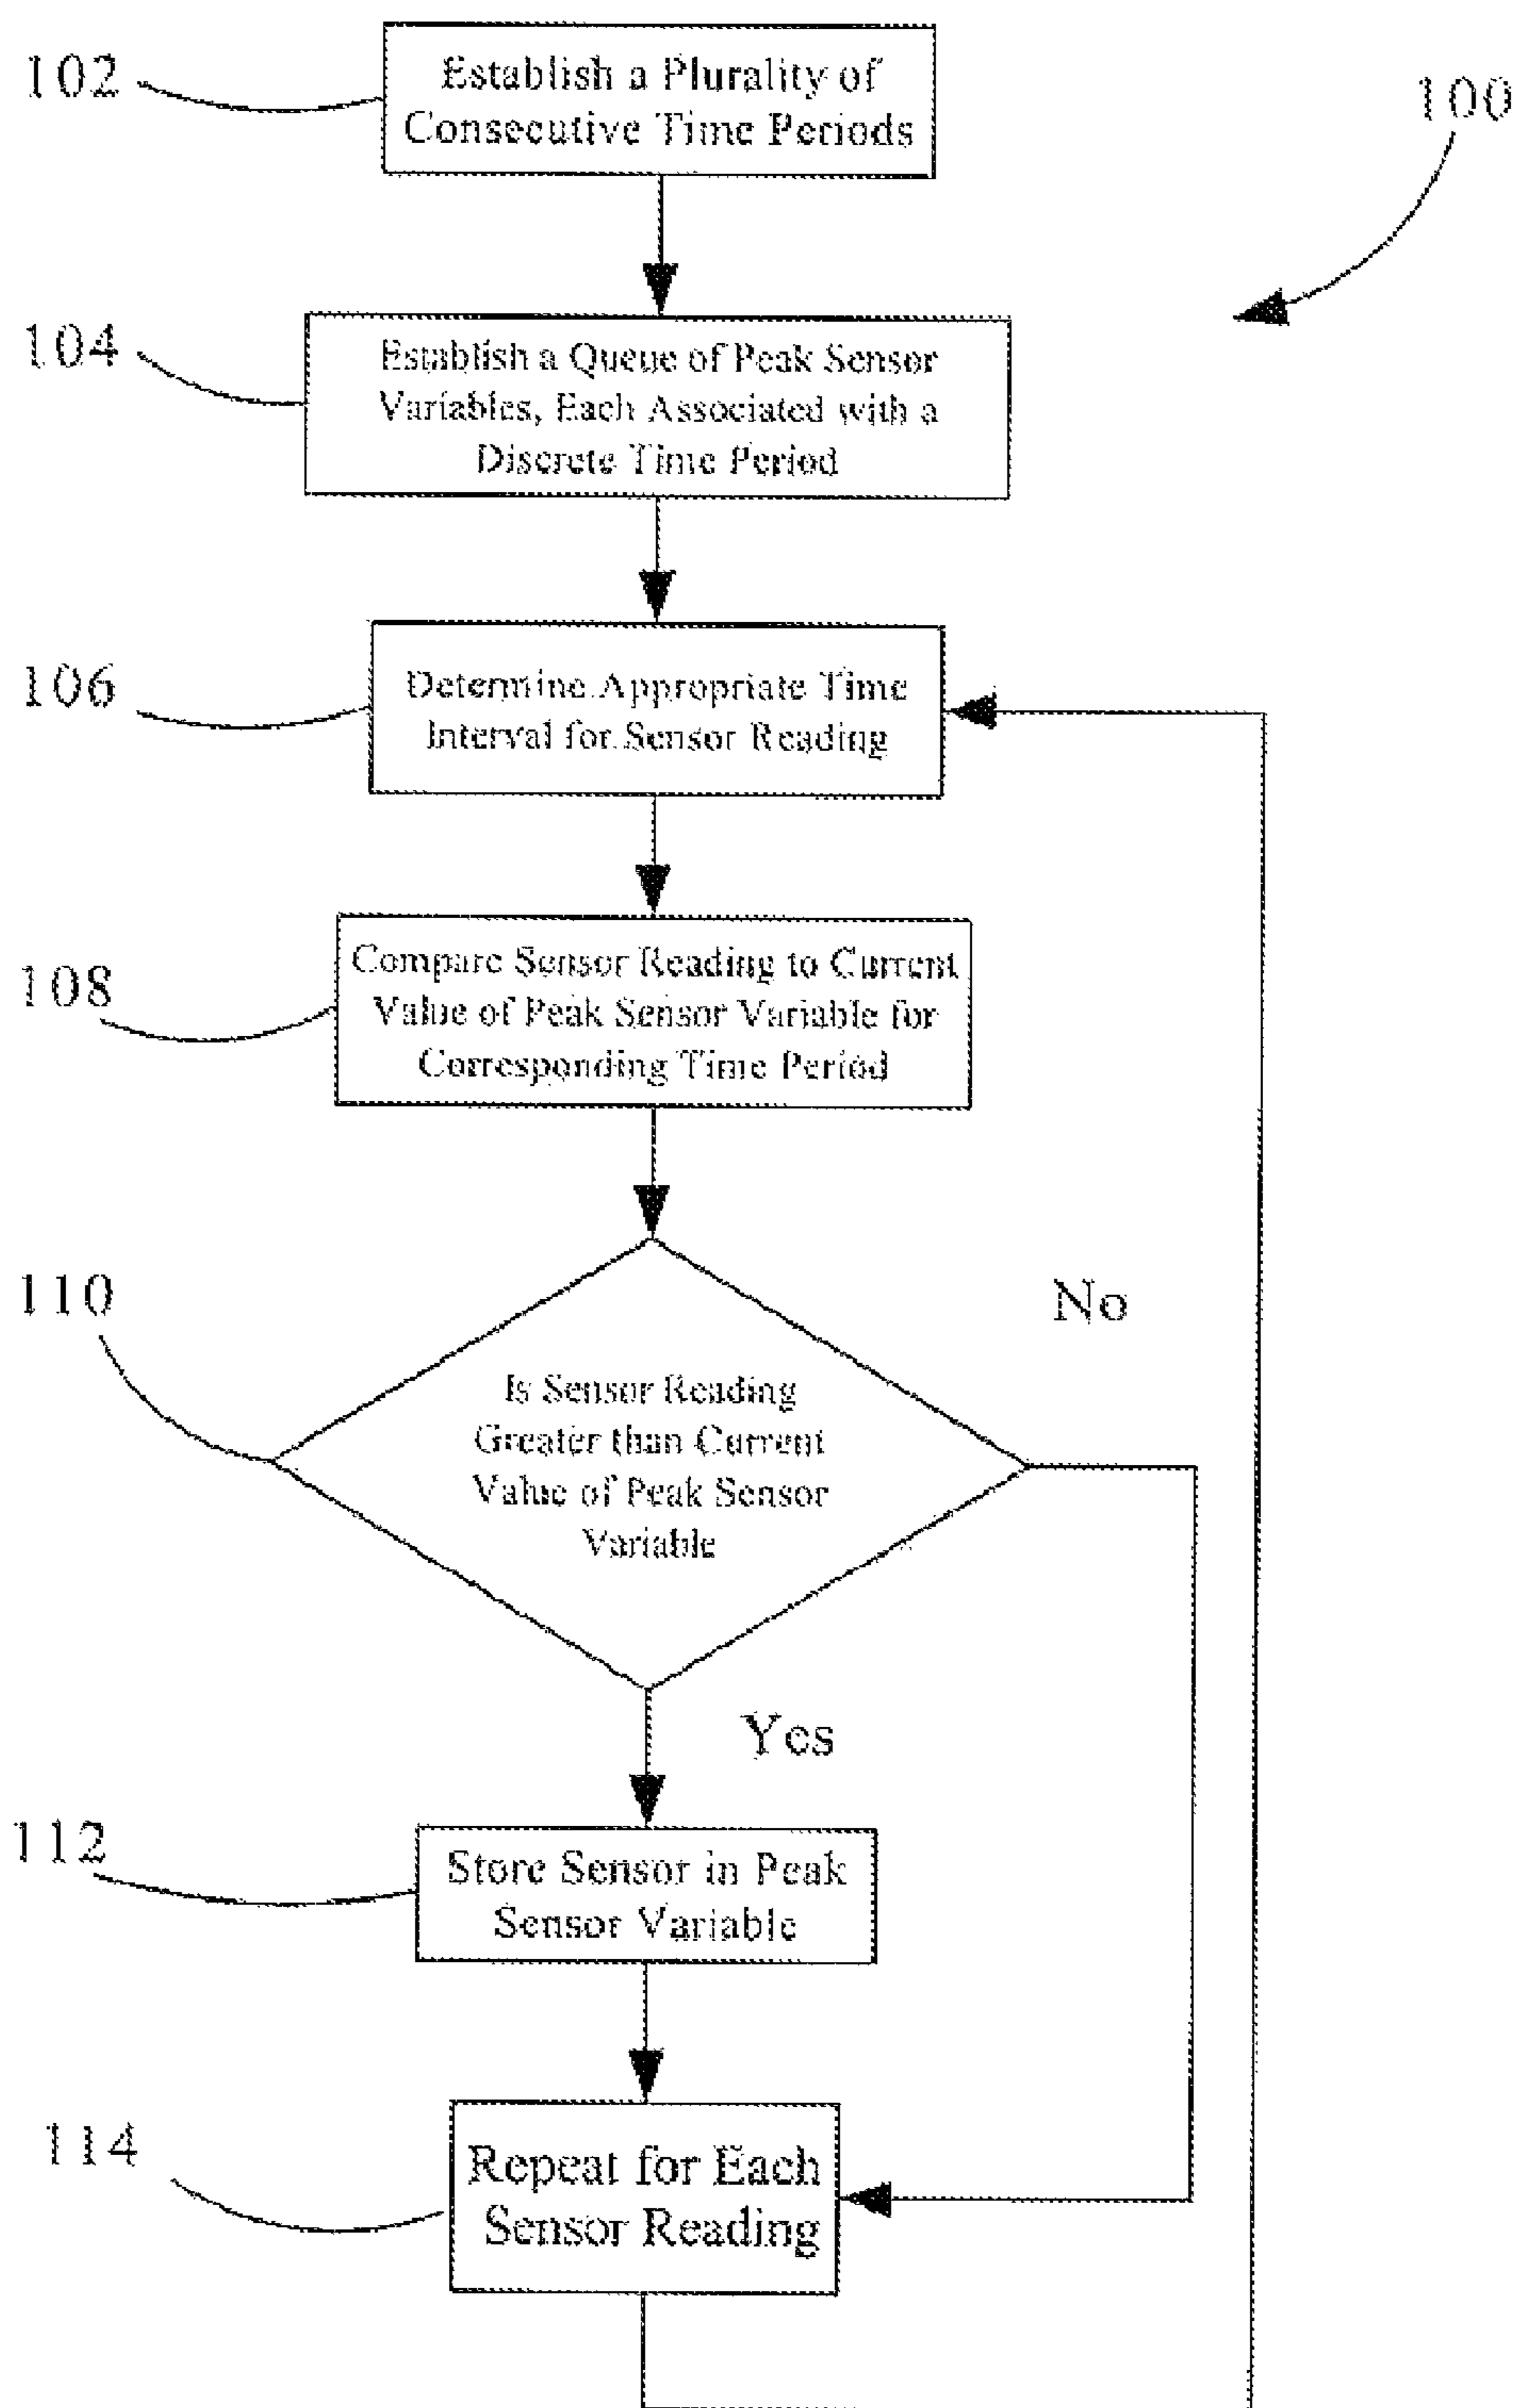 102
Establish a Plurality of
Consecutive Time Periods
100
104
Establish a Queue of Peak Sensor
Variables, Each Associated with a
Discrete Time Period
106
Determine Appropriate Time
Interval for Sensor Reading
108
Compare Sensor Reading to Current
Value of Peak Sensor Variable for
Corresponding Time Period
110
No
Is Sensor Reading
Greater than Current
Value of Peak Sensor
Variable
Yes
112
Store Sensor in Peak
Sensor Variable
114
Repeat for Each
Sensor Reading